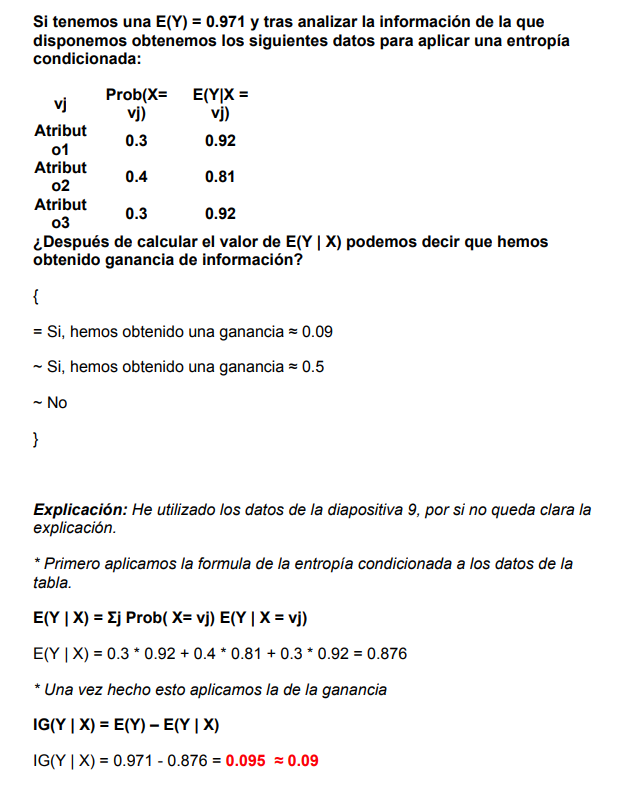 Si tenemos una E(Y) = 0.971 y tras analizar la información de la que
disponemos obtenemos los siguientes datos para aplicar una entropía
condicionada:
vj Prob(X= vj) E(Y|X = vj)
Atributo1 0.3 0.92
Atributo2 0.4 0.81
Atributo3 0.3 0.92
¿Después de calcular el valor de E(Y | X) podemos decir que hemos
obtenido ganancia de información?
{
= Si, hemos obtenido una ganancia ≈ 0.09
~ Si, hemos obtenido una ganancia ≈ 0.5
~ No
}
Explicación: He utilizado los datos de la diapositiva 9, por si no queda clara la
explicación.
* Primero aplicamos la formula de la entropía condicionada a los datos de la
tabla.
E(Y | X) = Σj Prob( X= vj) E(Y | X = vj)
E(Y | X) = 0.3 * 0.92 + 0.4 * 0.81 + 0.3 * 0.92 = 0.876
* Una vez hecho esto aplicamos la de la ganancia
IG(Y | X) = E(Y) – E(Y | X)
IG(Y | X) = 0.971 - 0.876 = 0.095 ≈ 0.09